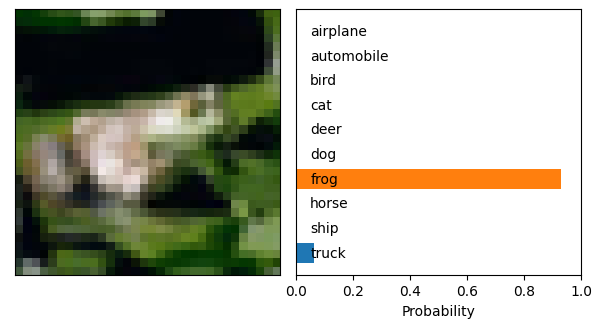 airplane
automobile
bird
cat
deer
dog
frog
horse
ship
truck
0.0 0.2 0.4 0.6 0.8 1.0
Probability